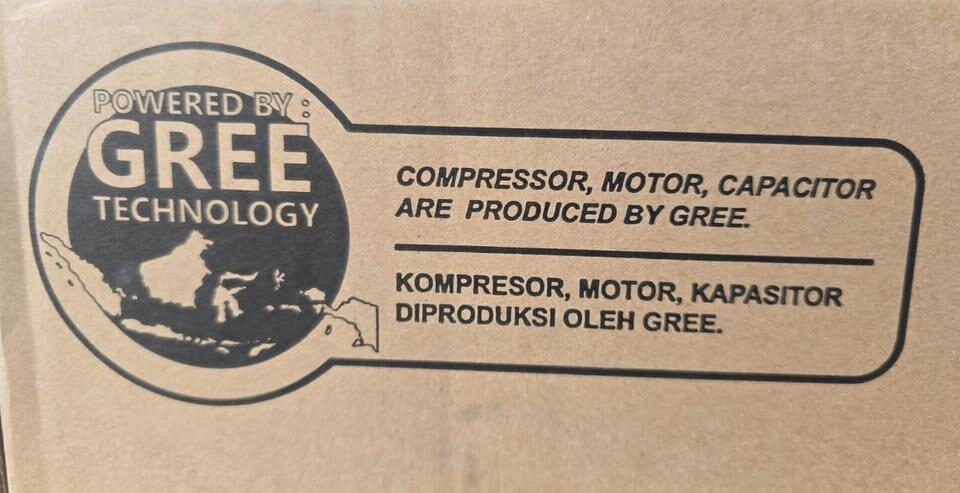 POWERED BY :
GREE
TECHNOLOGY
COMPRESSOR, MOTOR, CAPACITOR
ARE PRODUCED BY GREE.
KOMPRESOR, MOTOR, KAPASITOR
DIPRODUKSI OLEH GREE.